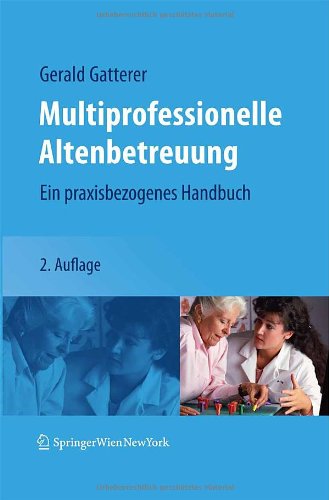 Gerald Gatterer
Multiprofessionelle
Altenbetreuung
Ein praxisbezogenes Handbuch
2. Auflage
SpringerWienNewYork